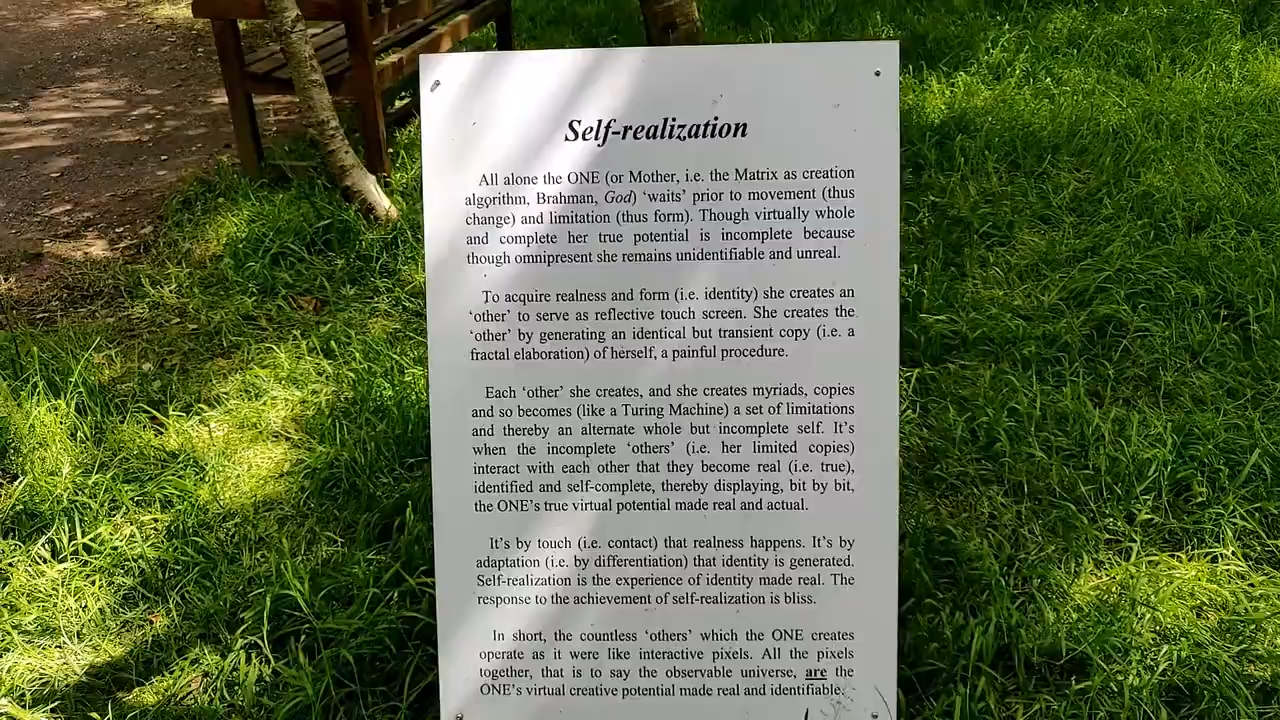 Self-realization
All alone the ONE (or Mother, i.e. the Matrix as creation
algorithm, Brahman, God) ‘waits’ prior to movement (thus
change) and limitation (thus form). Though virtually whole
and complete her true potential is incomplete because
though omnipresent she remains unidentifiable and unreal.
To acquire realness and form (i.e. identity) she creates an
‘other’ to serve as reflective touch screen. She creates the
‘other’ by generating an identical but transient copy (i.e. a
fractal elaboration) of herself, a painful procedure.
Each ‘other’ she creates, and she creates myriads, copies
and so becomes (like a Turing Machine) a set of limitations
and thereby an alternate whole but incomplete self. It’s
when the incomplete ‘others’ (i.e. her limited copies)
interact with each other that they become real (i.e. true),
identified and self-complete, thereby displaying, bit by bit,
the ONE’s true virtual potential made real and actual.
It’s by touch (i.e. contact) that realness happens. It’s by
adaptation (i.e. by differentiation) that identity is generated.
Self-realization is the experience of identity made real. The
response to the achievement of self-realization is bliss.
In short, the countless ‘others’ which the ONE creates
operate as it were like interactive pixels. All the pixels
together, that is to say the observable universe, are the
ONE’s virtual creative potential made real and identifiable.